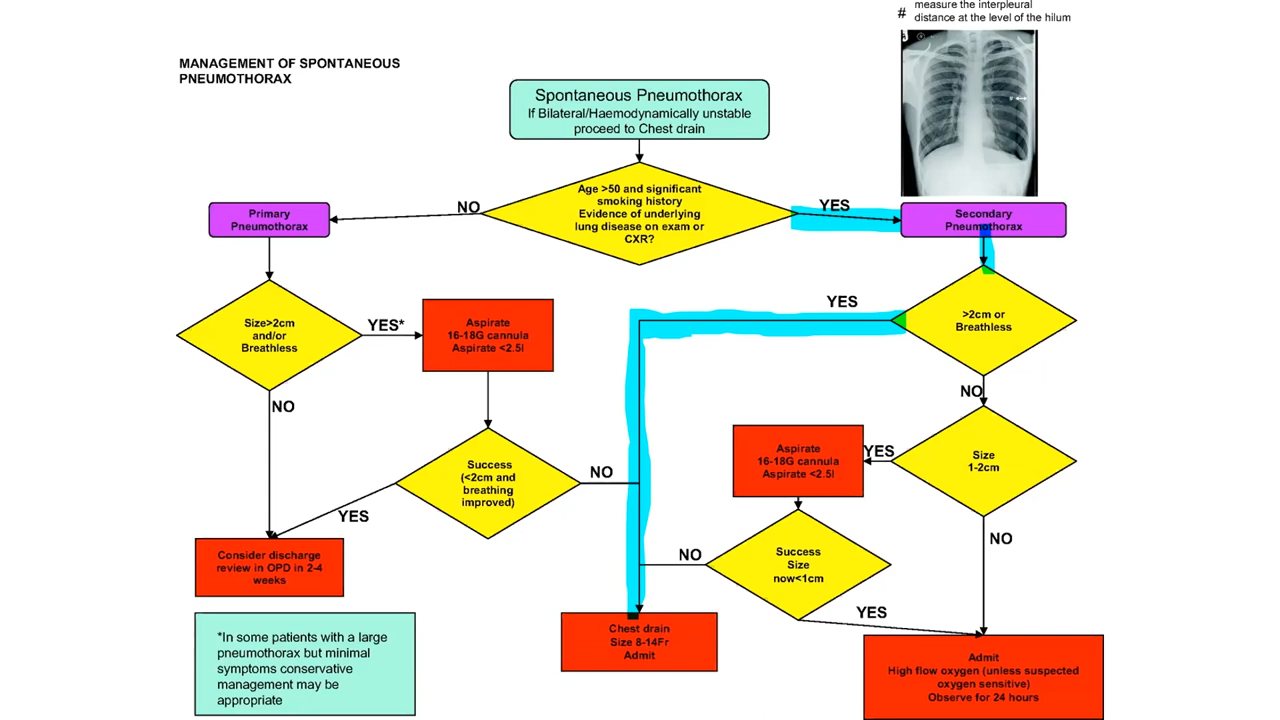 #
measure the interpleural
distance at the level of the hilum
MANAGEMENT OF SPONTANEOUS
PNEUMOTHORAX
Spontaneous Pneumothorax
If Bilateral/Haemodynamically unstable
proceed to Chest drain
Age >50 and significant
smoking history
Evidence of underlying
lung disease on exam or
CXR?
NO
YES
Primary
Pneumothorax
Secondary
Pneumothorax
Size>2cm
and/or
Breathless
YES*
Aspirate
16-18G cannula
Aspirate <2.5l
YES
>2cm or
Breathless
NO
NO
Success
(<2cm and
breathing
improved)
NO
YES
Aspirate
16-18G cannula
Aspirate <2.5l
YES
Size
1-2cm
NO
Success
Size
now<1cm
NO
YES
Consider discharge
review in OPD in 2-4
weeks
Chest drain
Size 8-14Fr
Admit
Admit
High flow oxygen (unless suspected
oxygen sensitive)
Observe for 24 hours
*In some patients with a large
pneumothorax but minimal
symptoms conservative
management may be
appropriate